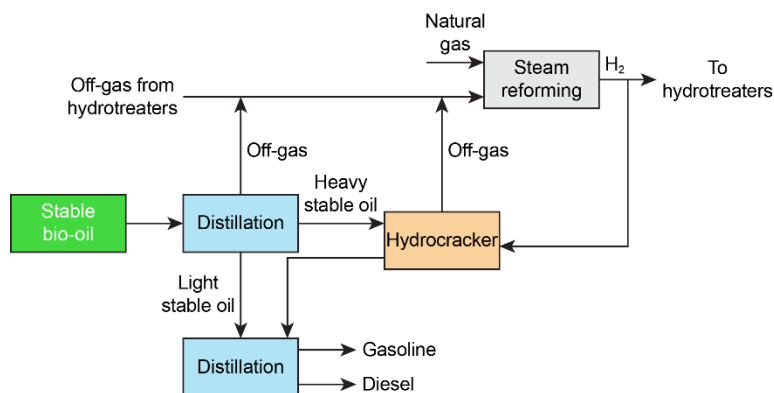 Natural
gas
Steam
reforming
H₂
To
hydrotreaters
Off-gas from
hydrotreaters
Off-gas
Off-gas
Heavy
stable oil
Stable
bio-oil
Distillation
Hydrocracker
Light
stable oil
Distillation
Gasoline
Diesel